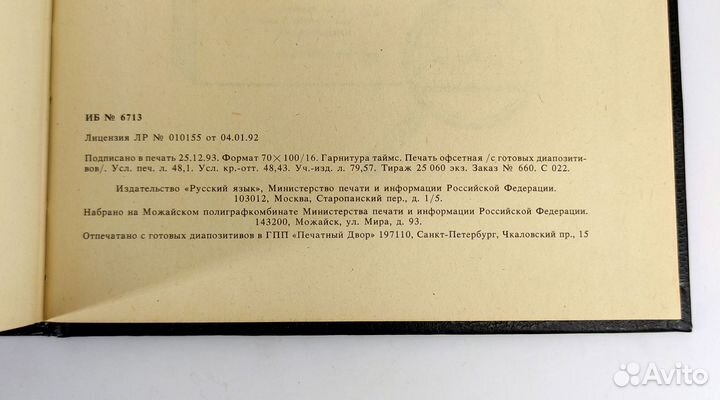 ИБ № 6713
Лицензия ЛР № 010155 от 04.01.92
Подписано в печать 25.12.93. Формат 70×100/16. Гарнитура таймс. Печать офсетная /с готовых диапозити-
вов/. Усл. печ. л. 48,1. Усл. кр.-отт. 48,43. Уч.-изд. л. 79,57. Тираж 25 060 экз. Заказ № 660. С 022.
Издательство «Русский язык», Министерство печати и информации Российской Федерации.
103012, Москва, Старопанский пер., д. 1/5.
Набрано на Можайском полиграфкомбинате Министерства печати и информации Российской Федерации.
143200, Можайск, ул. Мира, д. 93.
Отпечатано с готовых диапозитивов в ГПП «Печатный Двор» 197110, Санкт-Петербург, Чкаловский пр., 15
Avito